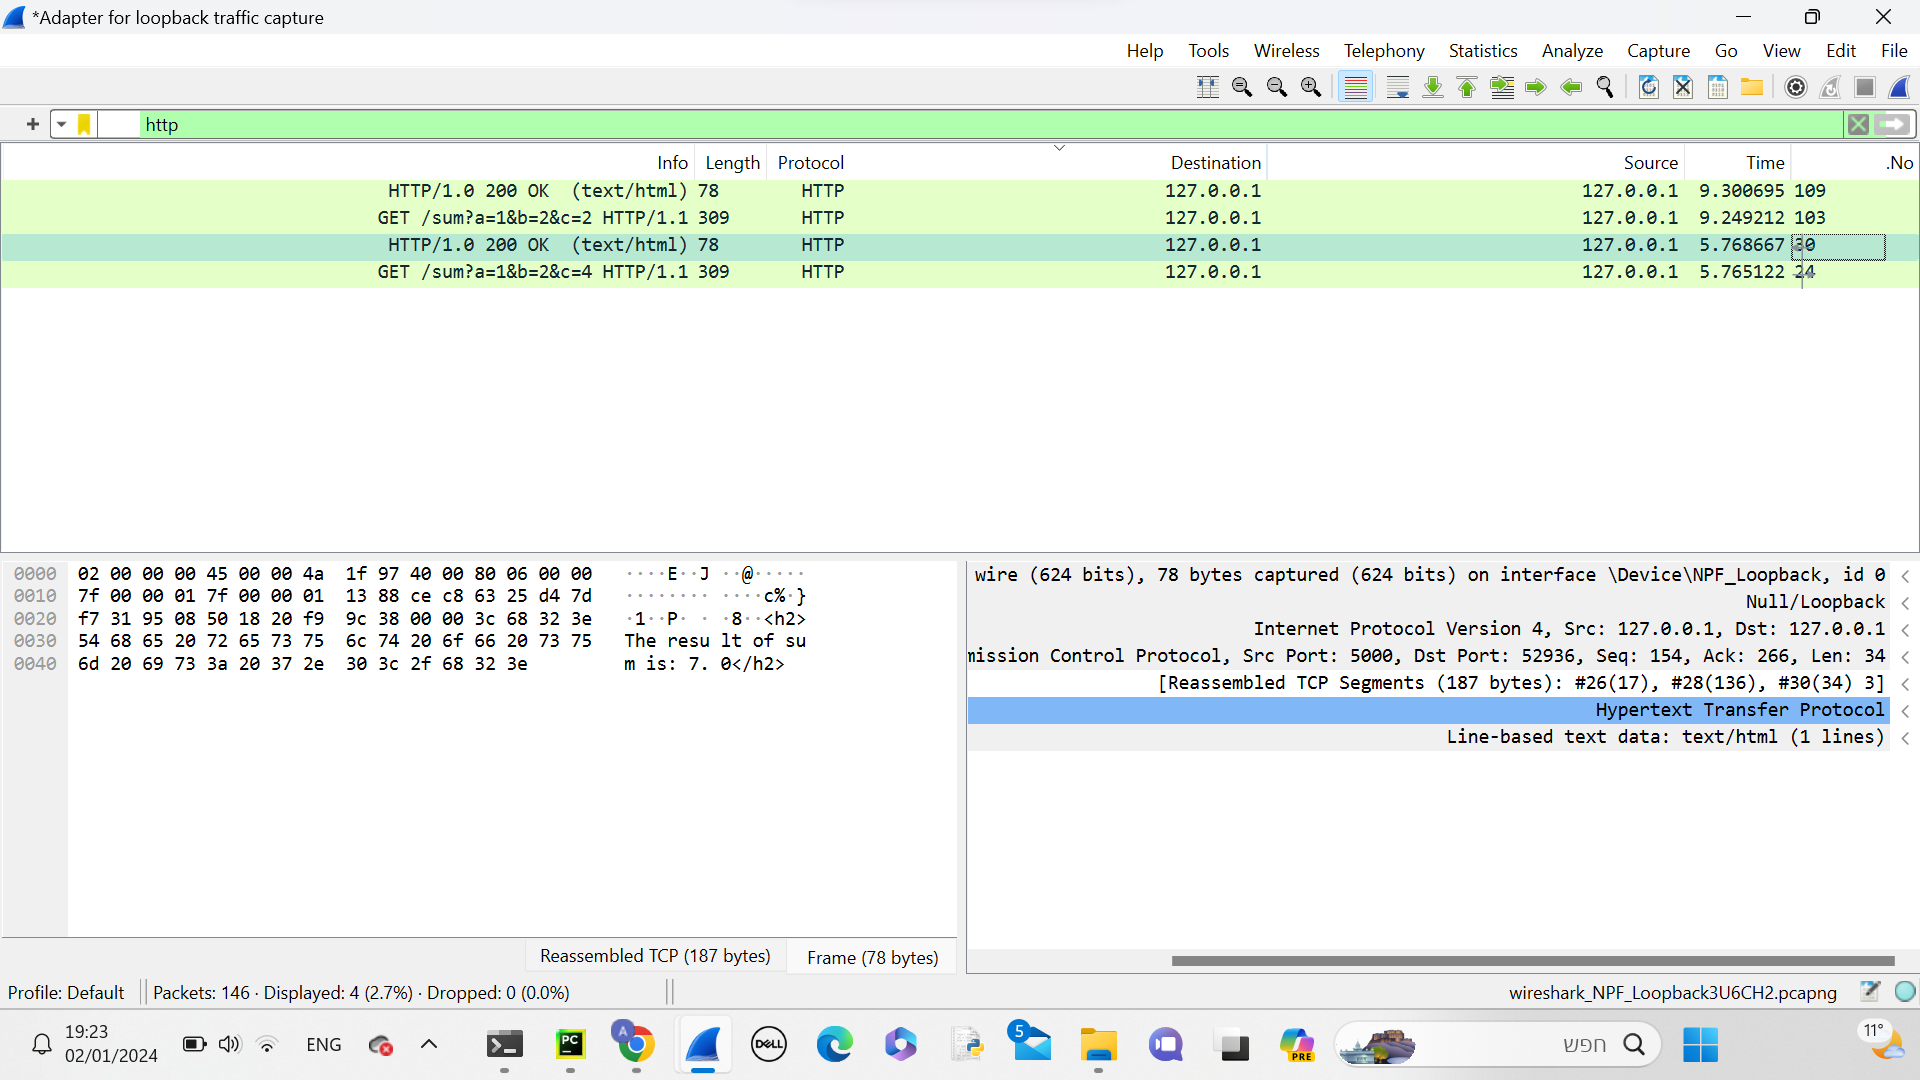 *Adapter for loopback traffic capture
Help Tools Wireless Telephony Statistics Analyze Capture Go View Edit File
http
Info Length Protocol Destination Source Time .No
HTTP/1.0 200 OK (text/html) 78 HTTP 127.0.0.1 127.0.0.1 9.300695 109
GET /sum?a=1&b=2&c=2 HTTP/1.1 309 HTTP 127.0.0.1 127.0.0.1 9.249212 103
HTTP/1.0 200 OK (text/html) 78 HTTP 127.0.0.1 127.0.0.1 5.768667 30
GET /sum?a=1&b=2&c=4 HTTP/1.1 309 HTTP 127.0.0.1 127.0.0.1 5.765122 24
0000 02 00 00 00 45 00 00 4a 1f 97 40 00 80 06 00 00 ····E··J ··@·····
0010 7f 00 00 01 7f 00 00 01 13 88 ce c8 63 25 d4 7d ········ ····c%·}
0020 f7 31 95 08 50 18 20 f9 9c 38 00 00 3c 68 32 3e ·1··P· · ·8··<h2>
0030 54 68 65 20 72 65 73 75 6c 74 20 6f 66 20 73 75 The resu lt of su
0040 6d 20 69 73 3a 20 37 2e 30 3c 2f 68 32 3e m is: 7. 0</h2>
wire (624 bits), 78 bytes captured (624 bits) on interface \Device\NPF_Loopback, id 0
Null/Loopback
Internet Protocol Version 4, Src: 127.0.0.1, Dst: 127.0.0.1
mission Control Protocol, Src Port: 5000, Dst Port: 52936, Seq: 154, Ack: 266, Len: 34
[Reassembled TCP Segments (187 bytes): #26(17), #28(136), #30(34) 3]
Hypertext Transfer Protocol
Line-based text data: text/html (1 lines)
Reassembled TCP (187 bytes) Frame (78 bytes)
Profile: Default Packets: 146 · Displayed: 4 (2.7%) · Dropped: 0 (0.0%) wireshark_NPF_Loopback3U6CH2.pcapng
19:23
02/01/2024
ENG
PC
A
DELL
5
PRE
חפש
11°